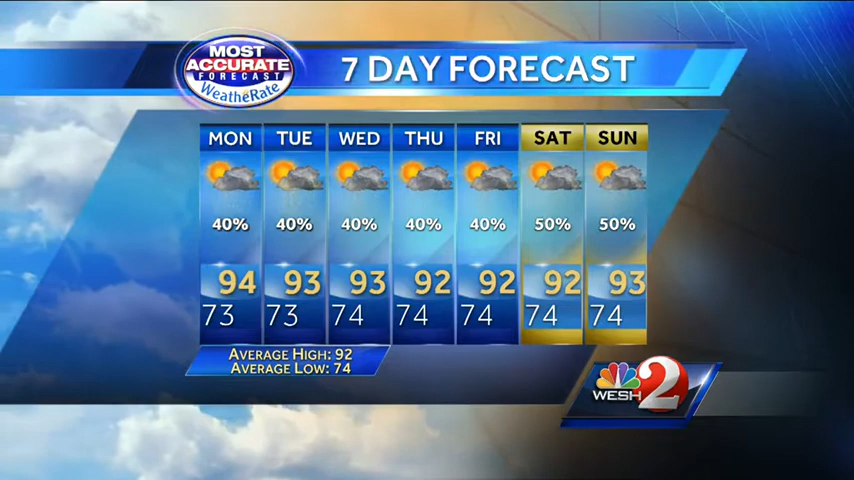 MOST
ACCURATE
FORECAST
WeatheRate
7 DAY FORECAST
MON TUE WED THU FRI SAT SUN
40% 40% 40% 40% 40% 50% 50%
94 93 93 92 92 92 93
73 73 74 74 74 74 74
AVERAGE HIGH: 92
AVERAGE LOW: 74
WESH 2